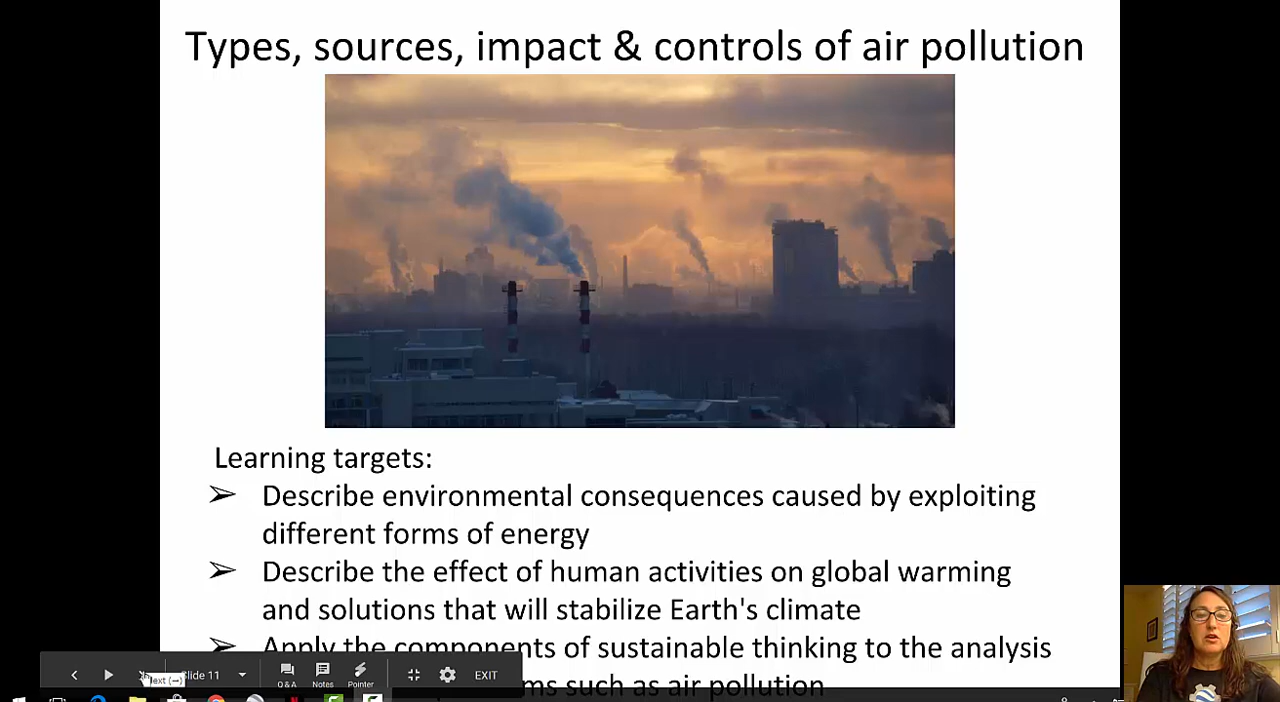 Types, sources, impact & controls of air pollution
Learning targets:
➢ Describe environmental consequences caused by exploiting
different forms of energy
➢ Describe the effect of human activities on global warming
and solutions that will stabilize Earth's climate
➢ Apply the components of sustainable thinking to the analysis
such as air pollution
Slide 11
Next (→)
Q & A
Notes
Pointer
EXIT